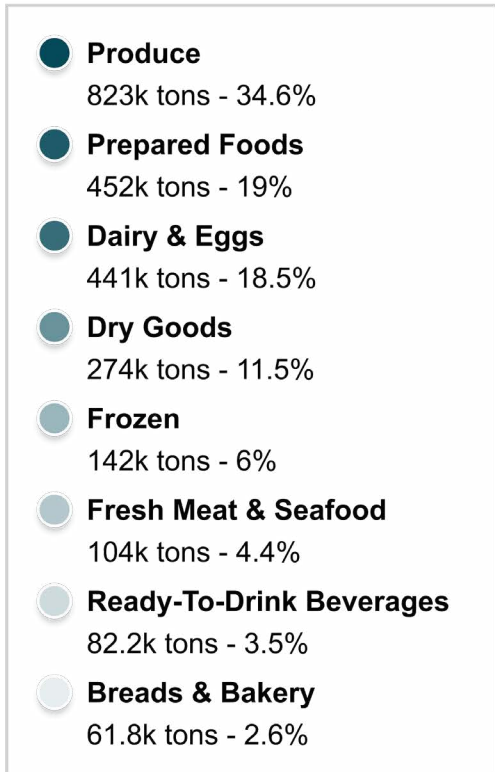 Produce
823k tons - 34.6%
Prepared Foods
452k tons - 19%
Dairy & Eggs
441k tons - 18.5%
Dry Goods
274k tons - 11.5%
Frozen
142k tons - 6%
Fresh Meat & Seafood
104k tons - 4.4%
Ready-To-Drink Beverages
82.2k tons - 3.5%
Breads & Bakery
61.8k tons - 2.6%